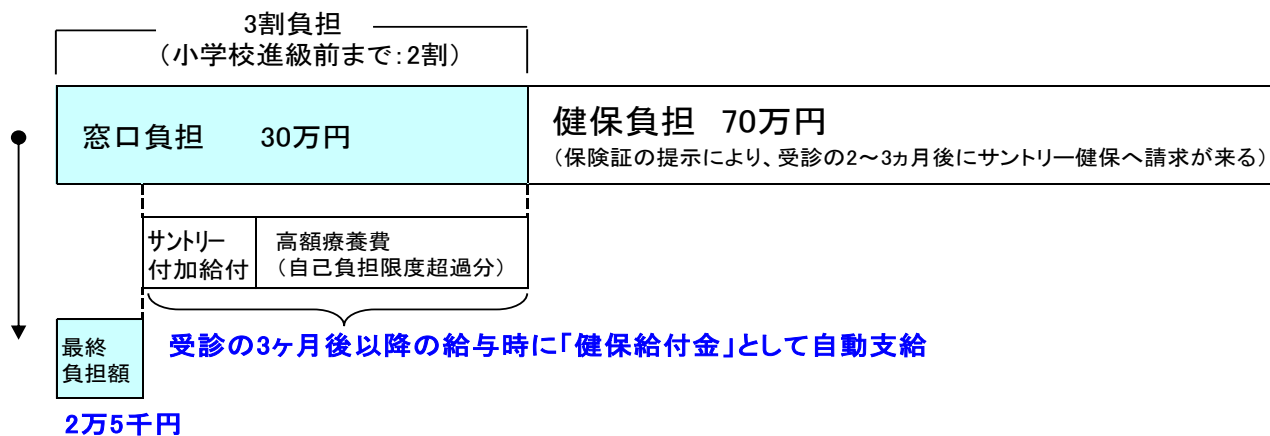 3割負担
（小学校進級前まで：2割）
窓口負担　　30万円
健保負担　70万円
（保険証の提示により、受診の2～3ヵ月後にサントリー健保へ請求が来る）
サントリー
付加給付
高額療養費
（自己負担限度超過分）
受診の3ヶ月後以降の給与時に「健保給付金」として自動支給
最終
負担額
2万5千円